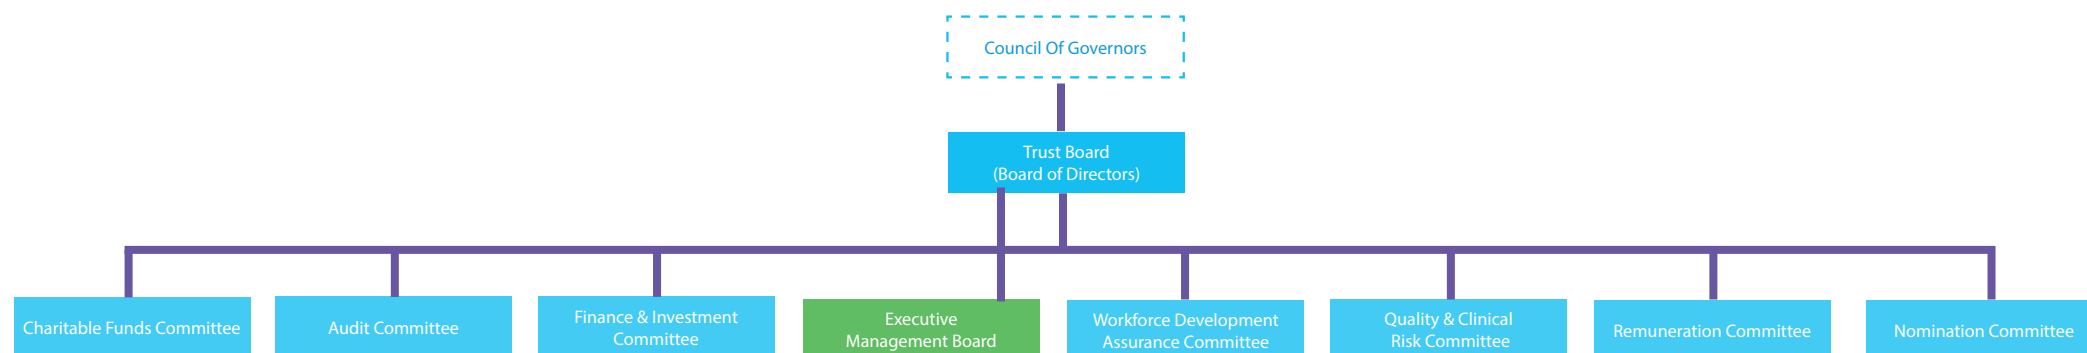 Council Of Governors
Trust Board
(Board of Directors)
Charitable Funds Committee
Audit Committee
Finance & Investment
Committee
Executive
Management Board
Workforce Development
Assurance Committee
Quality & Clinical
Risk Committee
Remuneration Committee
Nomination Committee